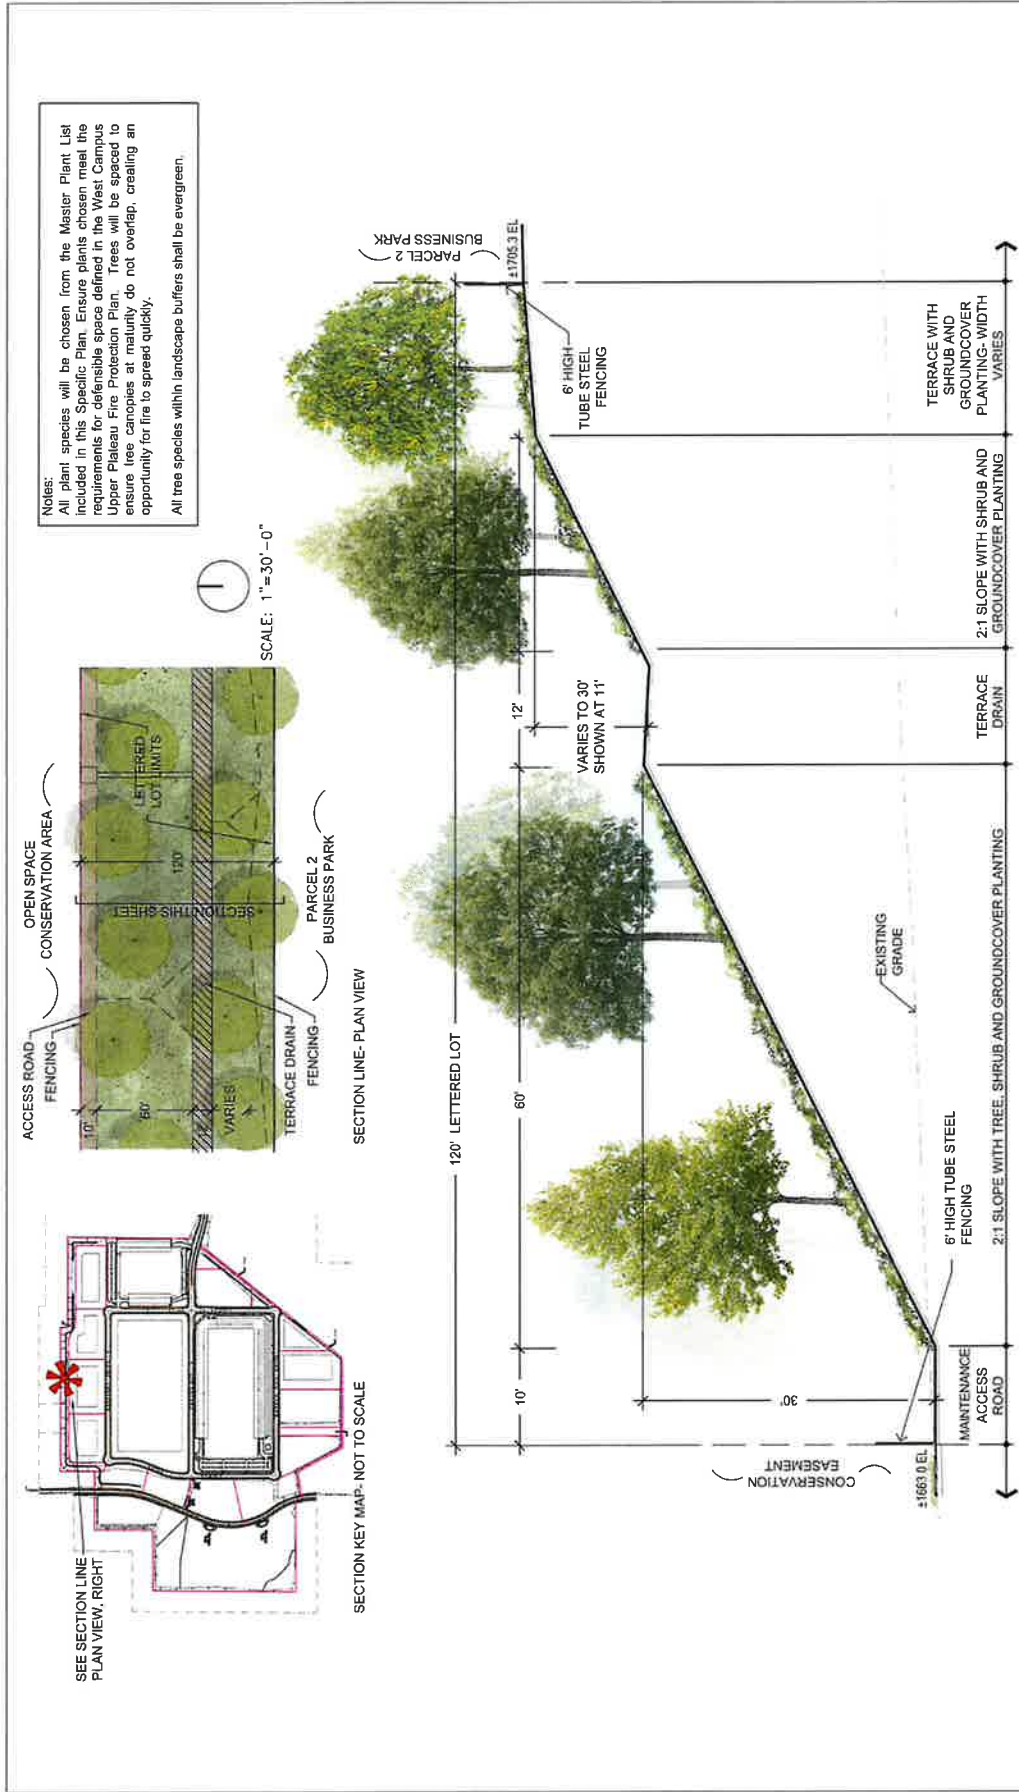 SEE SECTION LINE
PLAN VIEW, RIGHT
SECTION KEY MAP- NOT TO SCALE
ACCESS ROAD
FENCING
OPEN SPACE
CONSERVATION AREA
10'
60'
VARIES
120'
LETTERED
LOT LIMITS
SECTION THIS SHEET
TERRACE DRAIN
FENCING
PARCEL 2
BUSINESS PARK
SECTION LINE- PLAN VIEW
SCALE: 1"=30'-0"
Notes:
All plant species will be chosen from the Master Plant List
included in this Specific Plan. Ensure plants chosen meet the
requirements for defensible space defined in the West Campus
Upper Plateau Fire Protection Plan. Trees will be spaced to
ensure tree canopies at maturity do not overlap, creating an
opportunity for fire to spread quickly.
All tree species within landscape buffers shall be evergreen.
120' LETTERED LOT
10'
60'
12'
VARIES TO 30'
SHOWN AT 11'
30'
CONSERVATION
EASEMENT
±1663.0 EL
PARCEL 2
BUSINESS PARK
±1705.3 EL
6' HIGH
TUBE STEEL
FENCING
EXISTING
GRADE
6' HIGH TUBE STEEL
FENCING
MAINTENANCE
ACCESS
ROAD
2:1 SLOPE WITH TREE, SHRUB AND GROUNDCOVER PLANTING
TERRACE
DRAIN
2:1 SLOPE WITH SHRUB AND
GROUNDCOVER PLANTING
TERRACE WITH
SHRUB AND
GROUNDCOVER
PLANTING- WIDTH
VARIES